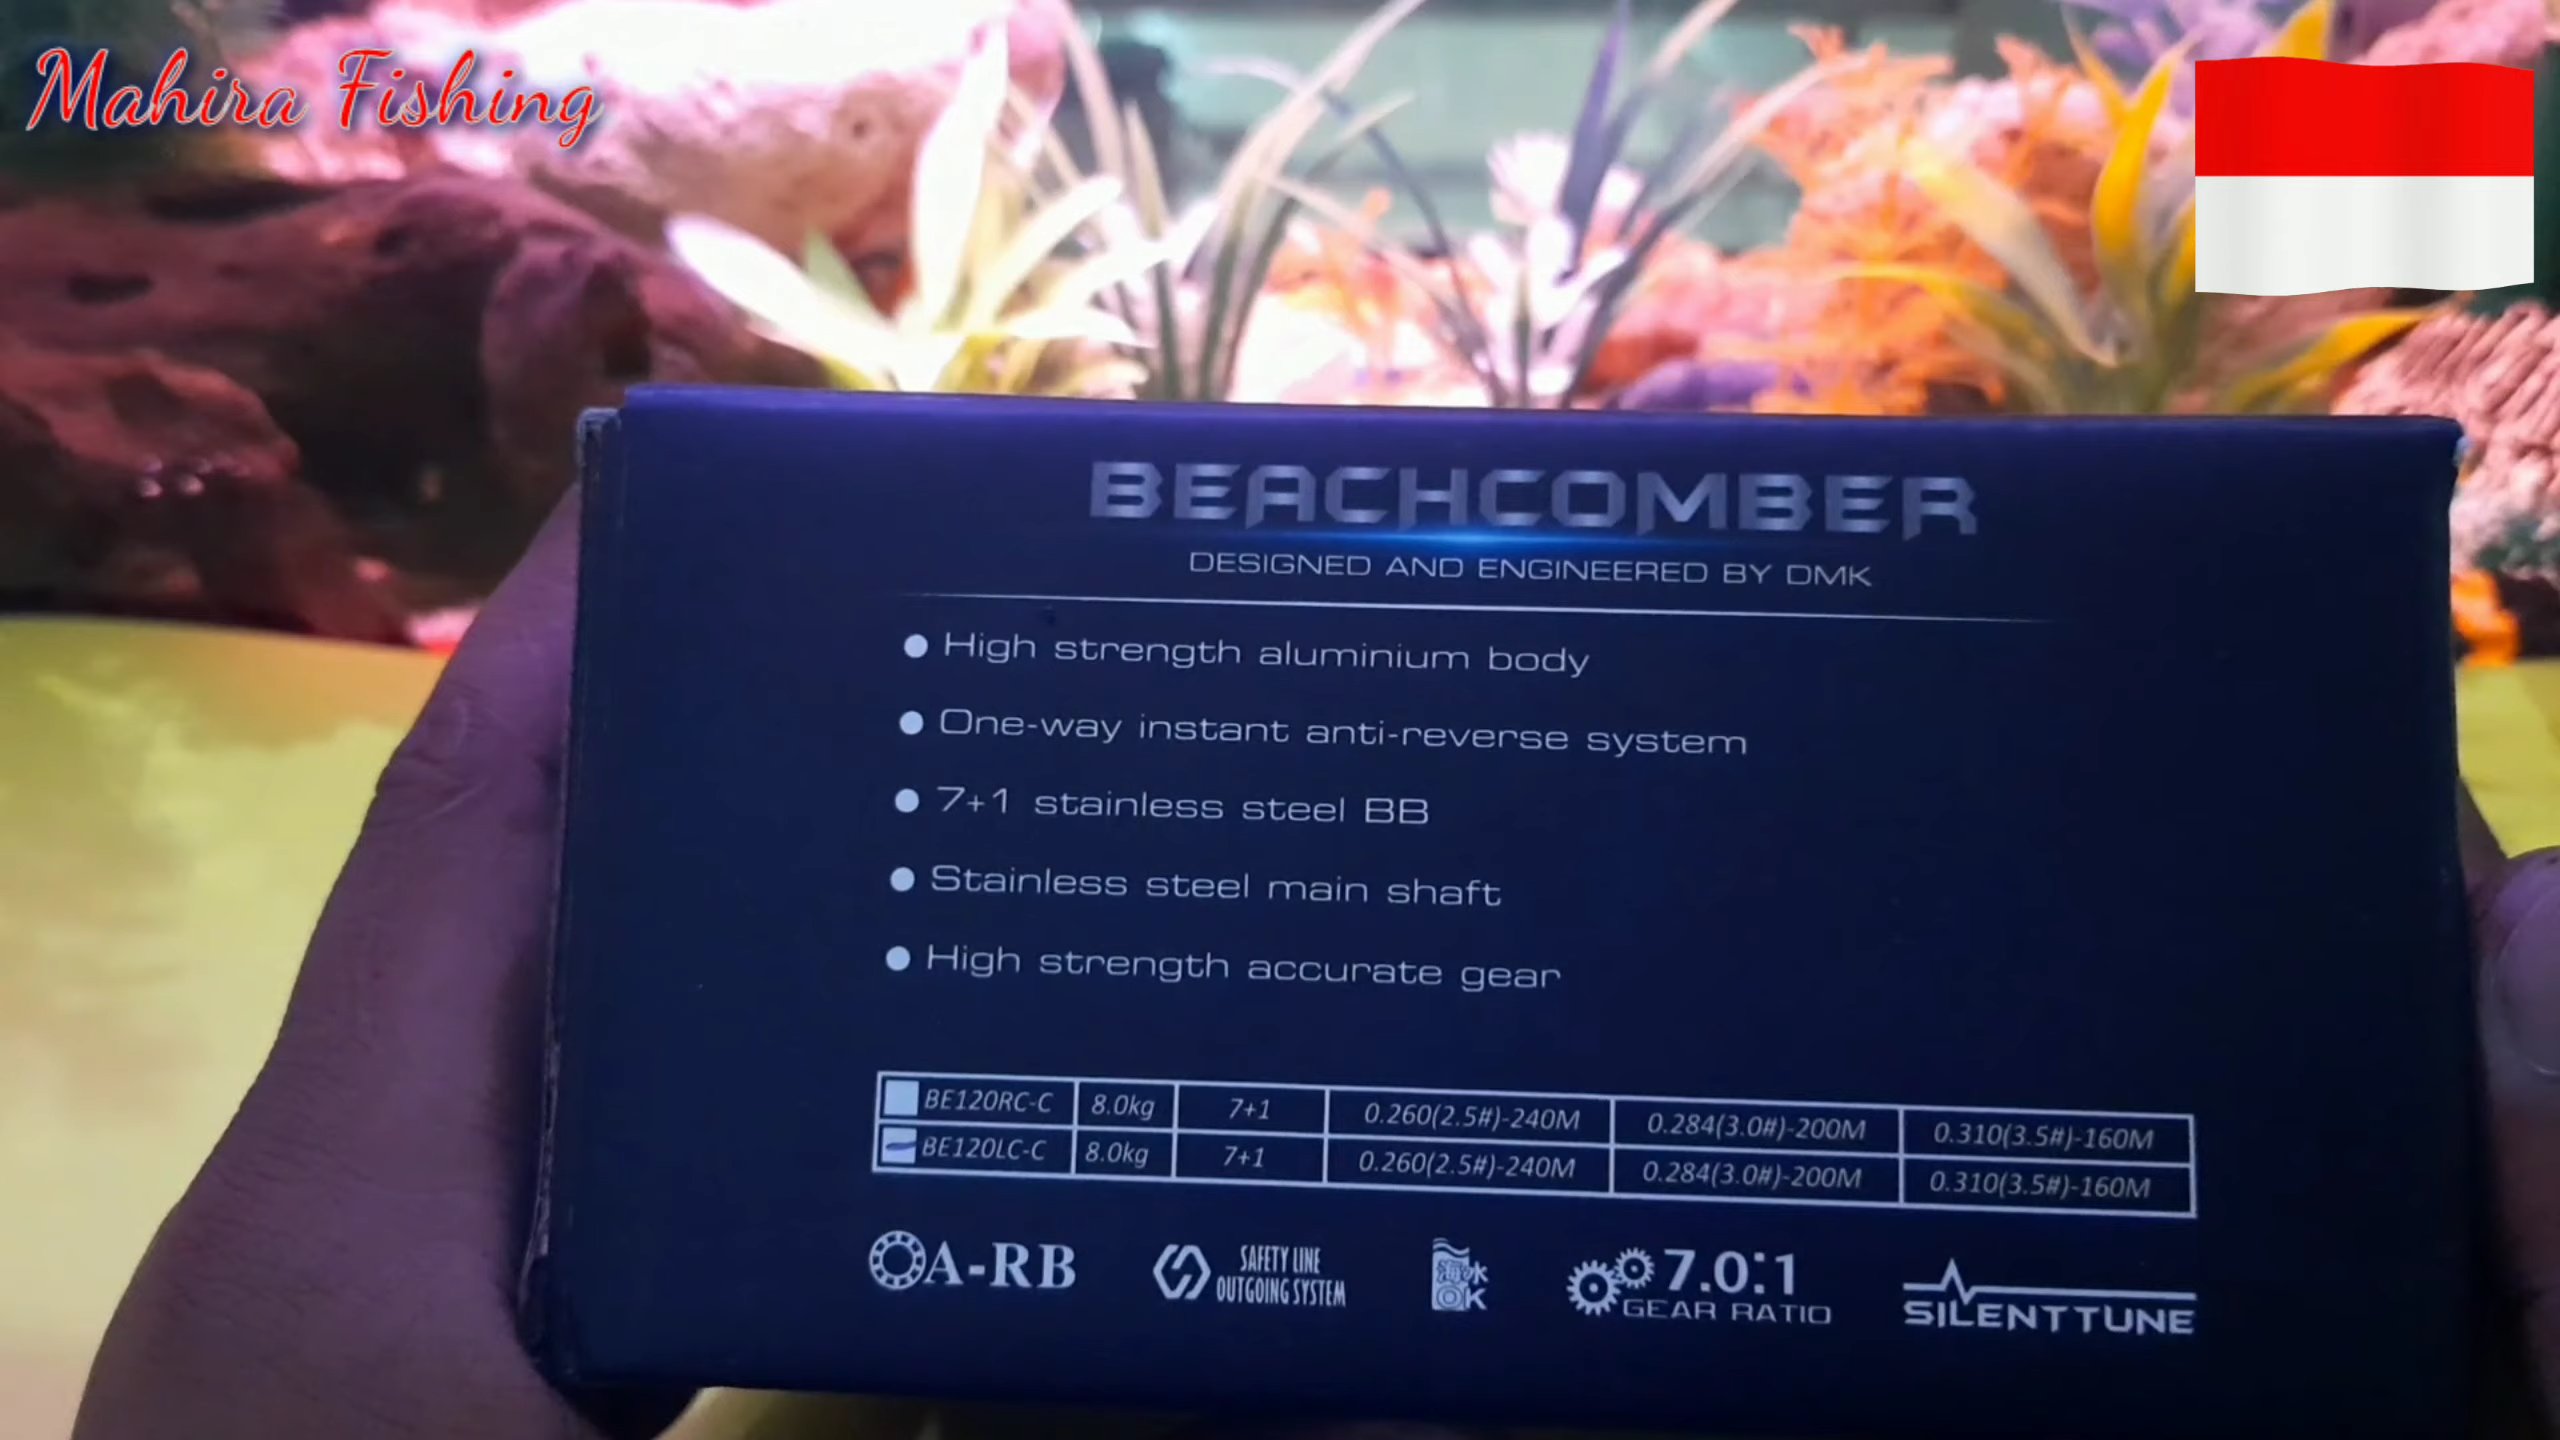 Mahira Fishing
BEACHCOMBER
DESIGNED AND ENGINEERED BY DMK
● High strength aluminium body
● One-way instant anti-reverse system
● 7+1 stainless steel BB
● Stainless steel main shaft
● High strength accurate gear
BE120RC-C 8.0kg 7+1 0.260(2.5#)-240M 0.284(3.0#)-200M 0.310(3.5#)-160M
BE120LC-C 8.0kg 7+1 0.260(2.5#)-240M 0.284(3.0#)-200M 0.310(3.5#)-160M
A-RB
SAFETY LINE
OUTGOING SYSTEM
海水
OK
7.0:1
GEAR RATIO
SILENTTUNE